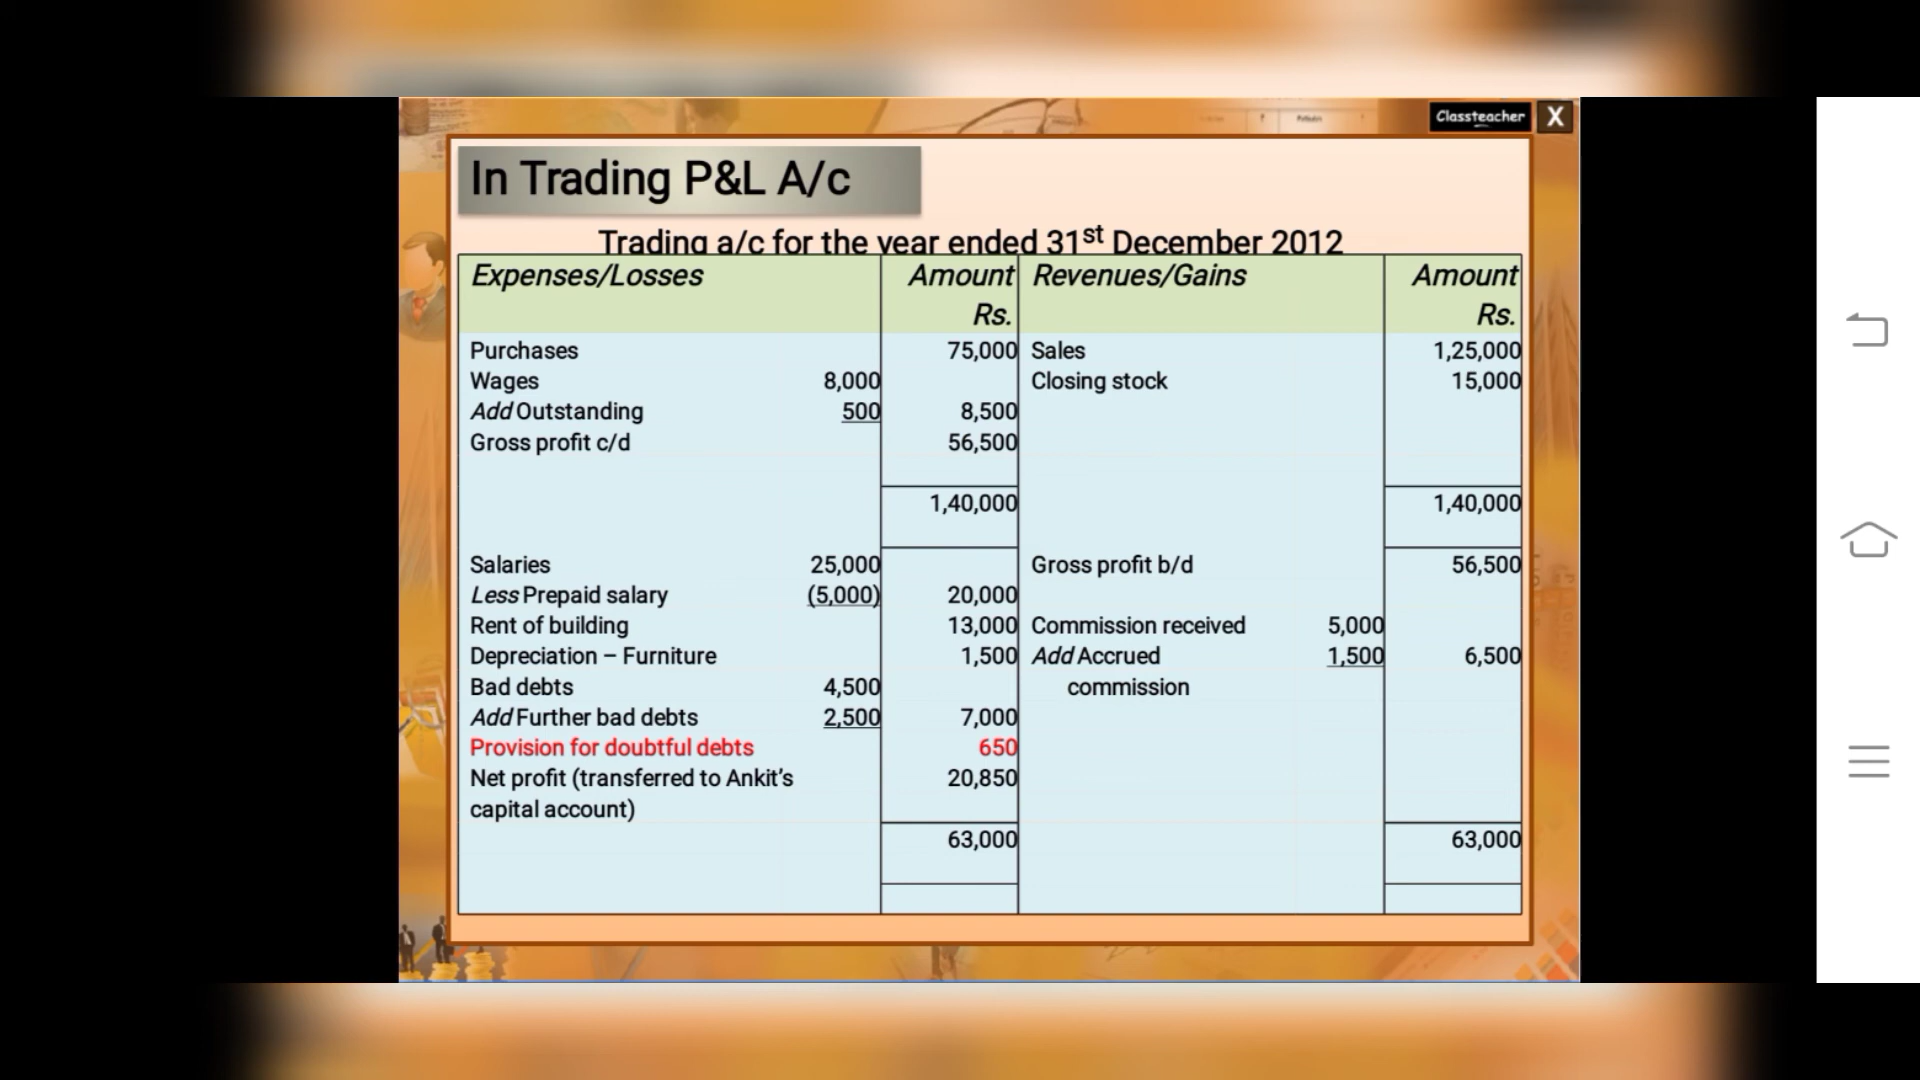 Classteacher X
In Trading P&L A/c
Trading a/c for the year ended 31st December 2012
Expenses/Losses Amount Rs. Revenues/Gains Amount Rs.
Purchases 75,000 Sales 1,25,000
Wages 8,000 Closing stock 15,000
Add Outstanding 500 8,500
Gross profit c/d 56,500
1,40,000 1,40,000
Salaries 25,000 Gross profit b/d 56,500
Less Prepaid salary (5,000) 20,000
Rent of building 13,000 Commission received 5,000
Depreciation – Furniture 1,500 Add Accrued 1,500 6,500
Bad debts 4,500 commission
Add Further bad debts 2,500 7,000
Provision for doubtful debts 650
Net profit (transferred to Ankit’s 20,850
capital account)
63,000 63,000